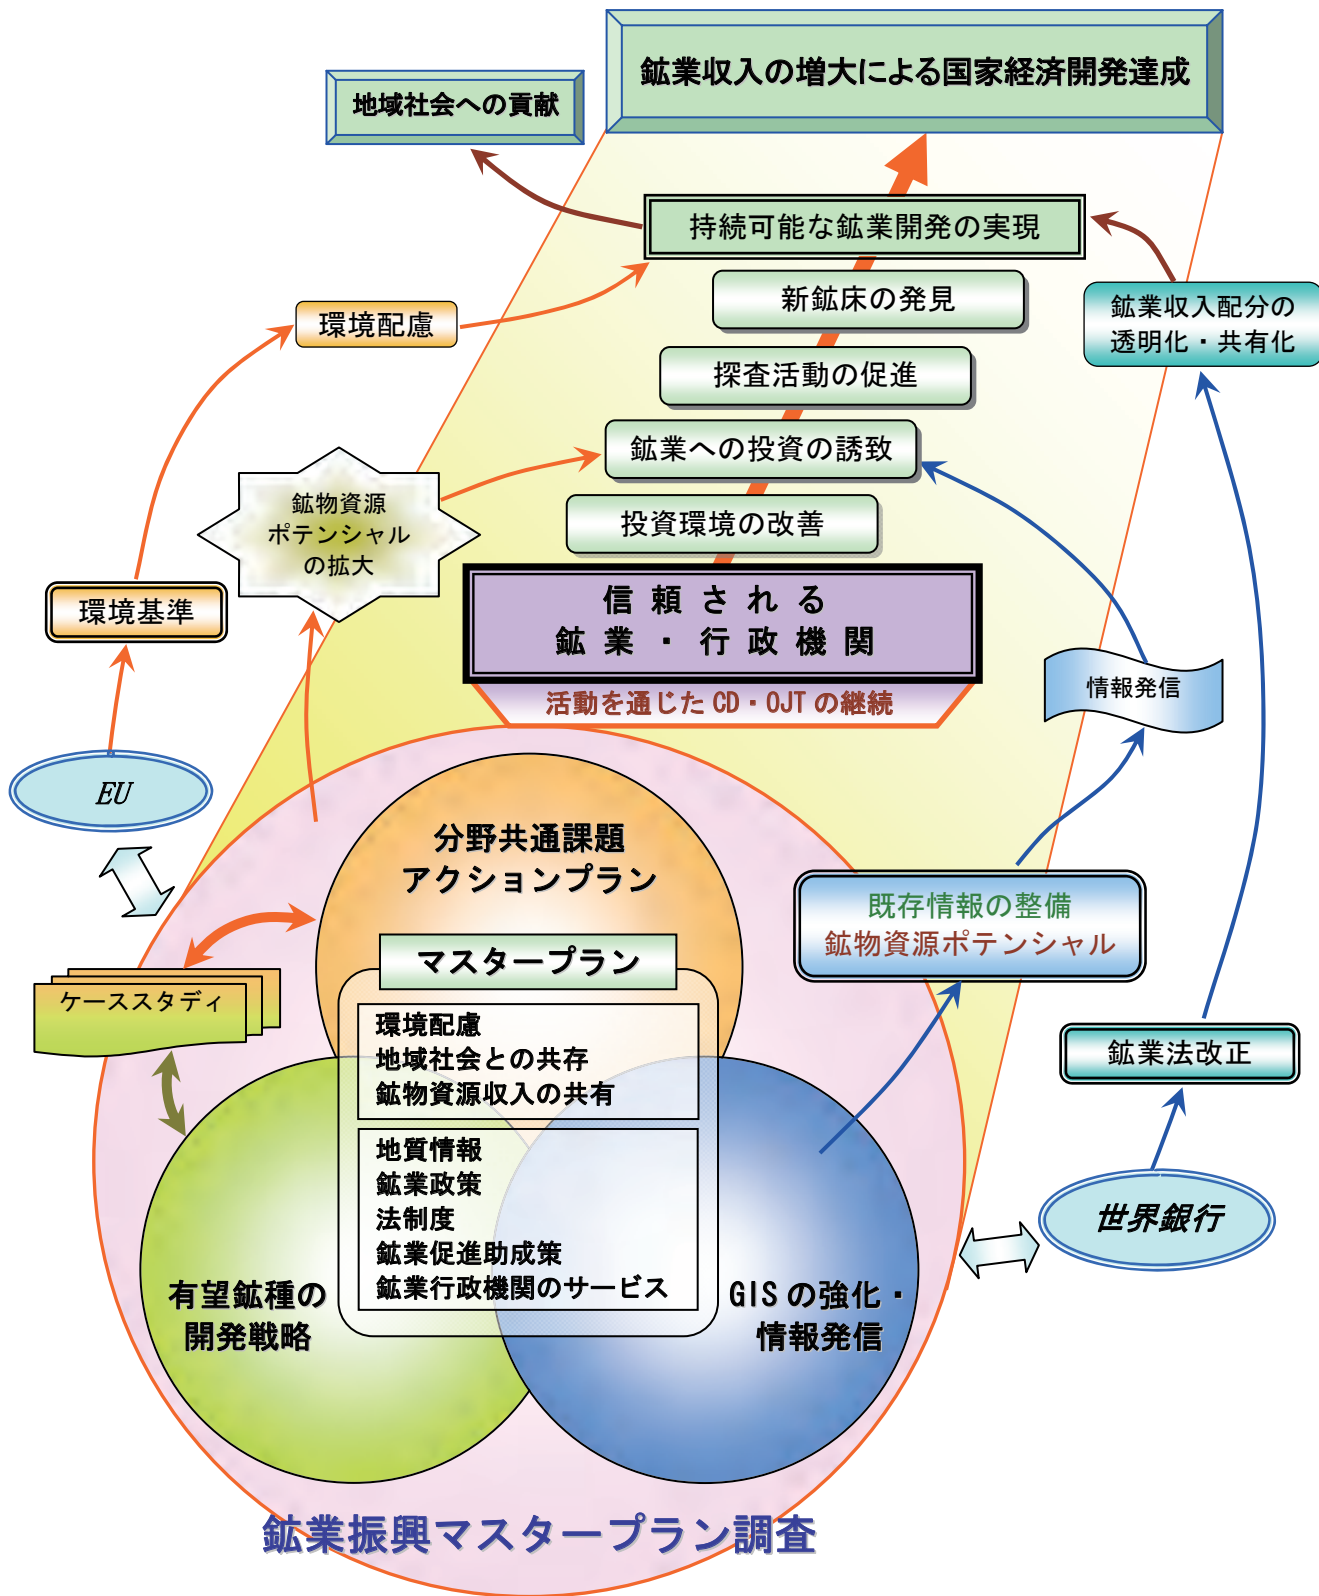 鉱業収入の増大による国家経済開発達成
地域社会への貢献
持続可能な鉱業開発の実現
新鉱床の発見
環境配慮
鉱業収入配分の
透明化・共有化
探査活動の促進
鉱業への投資の誘致
鉱物資源
ポテンシャル
の拡大
投資環境の改善
環境基準
信頼される
鉱業・行政機関
活動を通じた CD・OJT の継続
情報発信
EU
分野共通課題
アクションプラン
既存情報の整備
鉱物資源ポテンシャル
マスタープラン
ケーススタディ
環境配慮
地域社会との共存
鉱物資源収入の共有
鉱業法改正
地質情報
鉱業政策
法制度
鉱業促進助成策
鉱業行政機関のサービス
世界銀行
有望鉱種の
開発戦略
GIS の強化・
情報発信
鉱業振興マスタープラン調査